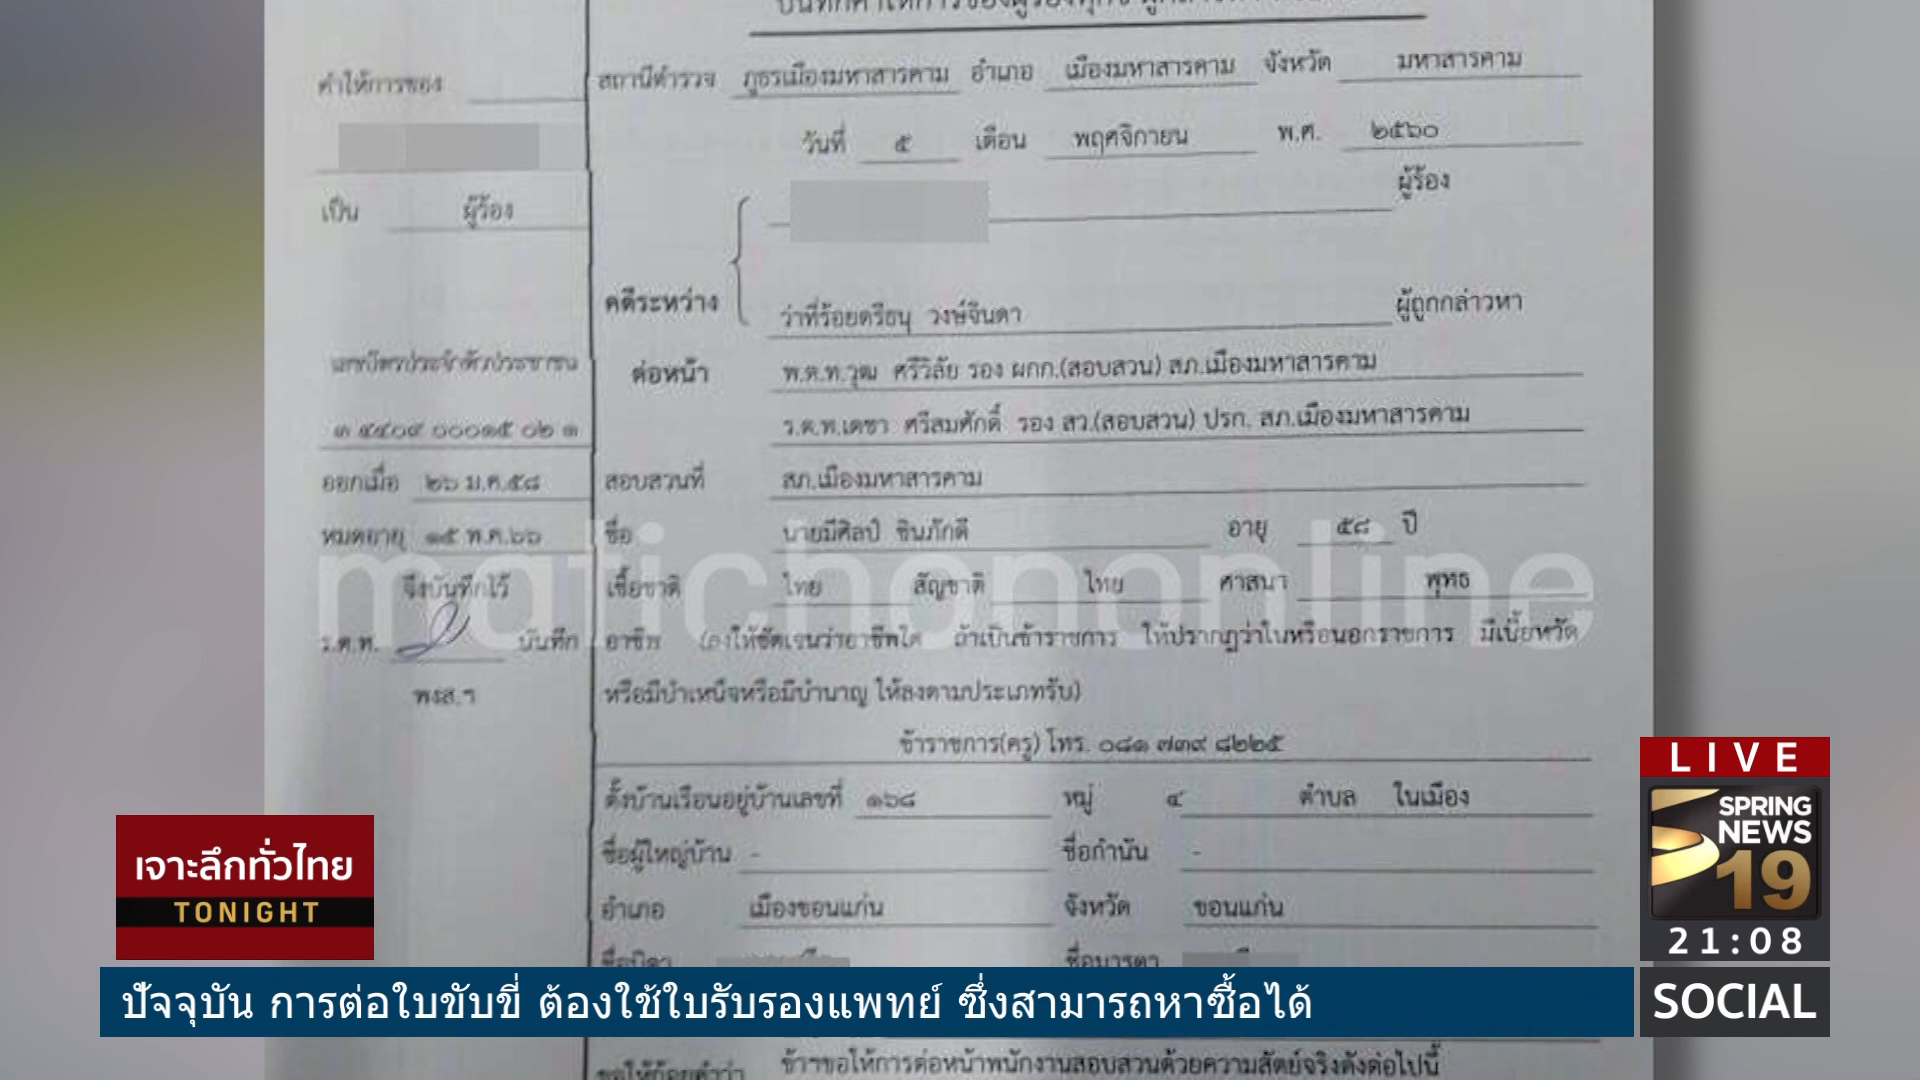 คำให้การของ
สถานีตำรวจ ภูธรเมืองมหาสารคาม อำเภอ เมืองมหาสารคาม จังหวัด มหาสารคาม
วันที่ ๕ เดือน พฤศจิกายน พ.ศ. ๒๕๖๐
ผู้ร้อง
เป็น ผู้ร้อง
คดีระหว่าง
ว่าที่ร้อยตรีธนุ วงษ์จินดา ผู้ถูกกล่าวหา
เลขบัตรประจำตัวประชาชน
ต่อหน้า พ.ต.ท.วุฒ ศรีวิลัย รอง ผกก.(สอบสวน) สภ.เมืองมหาสารคาม
๓ ๔๔๐๙ ๐๐๐๑๕ ๐๒ ๑
ร.ต.ท.เดชา ศรีสมศักดิ์ รอง สว.(สอบสวน) ปรก. สภ.เมืองมหาสารคาม
ออกเมื่อ ๒๖ ม.ค.๕๘ สอบสวนที่ สภ.เมืองมหาสารคาม
หมดอายุ ๑๕ พ.ค.๖๖ ชื่อ นายมีศิลป์ ชินภักดี อายุ ๕๘ ปี
matichononline
จึงบันทึกไว้ เชื้อชาติ ไทย สัญชาติ ไทย ศาสนา พุทธ
ร.ต.ท. บันทึก อาชีพ (ลงให้ชัดเจนว่าอาชีพใด ถ้าเป็นข้าราชการ ให้ปรากฏว่าในหรือนอกราชการ มีเบี้ยหวัด
พงส.ฯ หรือมีบำเหน็จหรือมีบำนาญ ให้ลงตามประเภทรับ)
ข้าราชการ(ครู) โทร. ๐๘๑ ๗๓๙ ๘๒๒๕
ตั้งบ้านเรือนอยู่บ้านเลขที่ ๑๖๘ หมู่ ๔ ตำบล ในเมือง
ชื่อผู้ใหญ่บ้าน - ชื่อกำนัน -
อำเภอ เมืองขอนแก่น จังหวัด ขอนแก่น
ชื่อบิดา ชื่อมารดา
ขอให้ถ้อยคำว่า ข้าฯขอให้การต่อหน้าพนักงานสอบสวนด้วยความสัตย์จริงดังต่อไปนี้
เจาะลึกทั่วไทย
TONIGHT
LIVE
SPRING
NEWS
19
21:08
ปัจจุบัน การต่อใบขับขี่ ต้องใช้ใบรับรองแพทย์ ซึ่งสามารถหาซื้อได้
SOCIAL